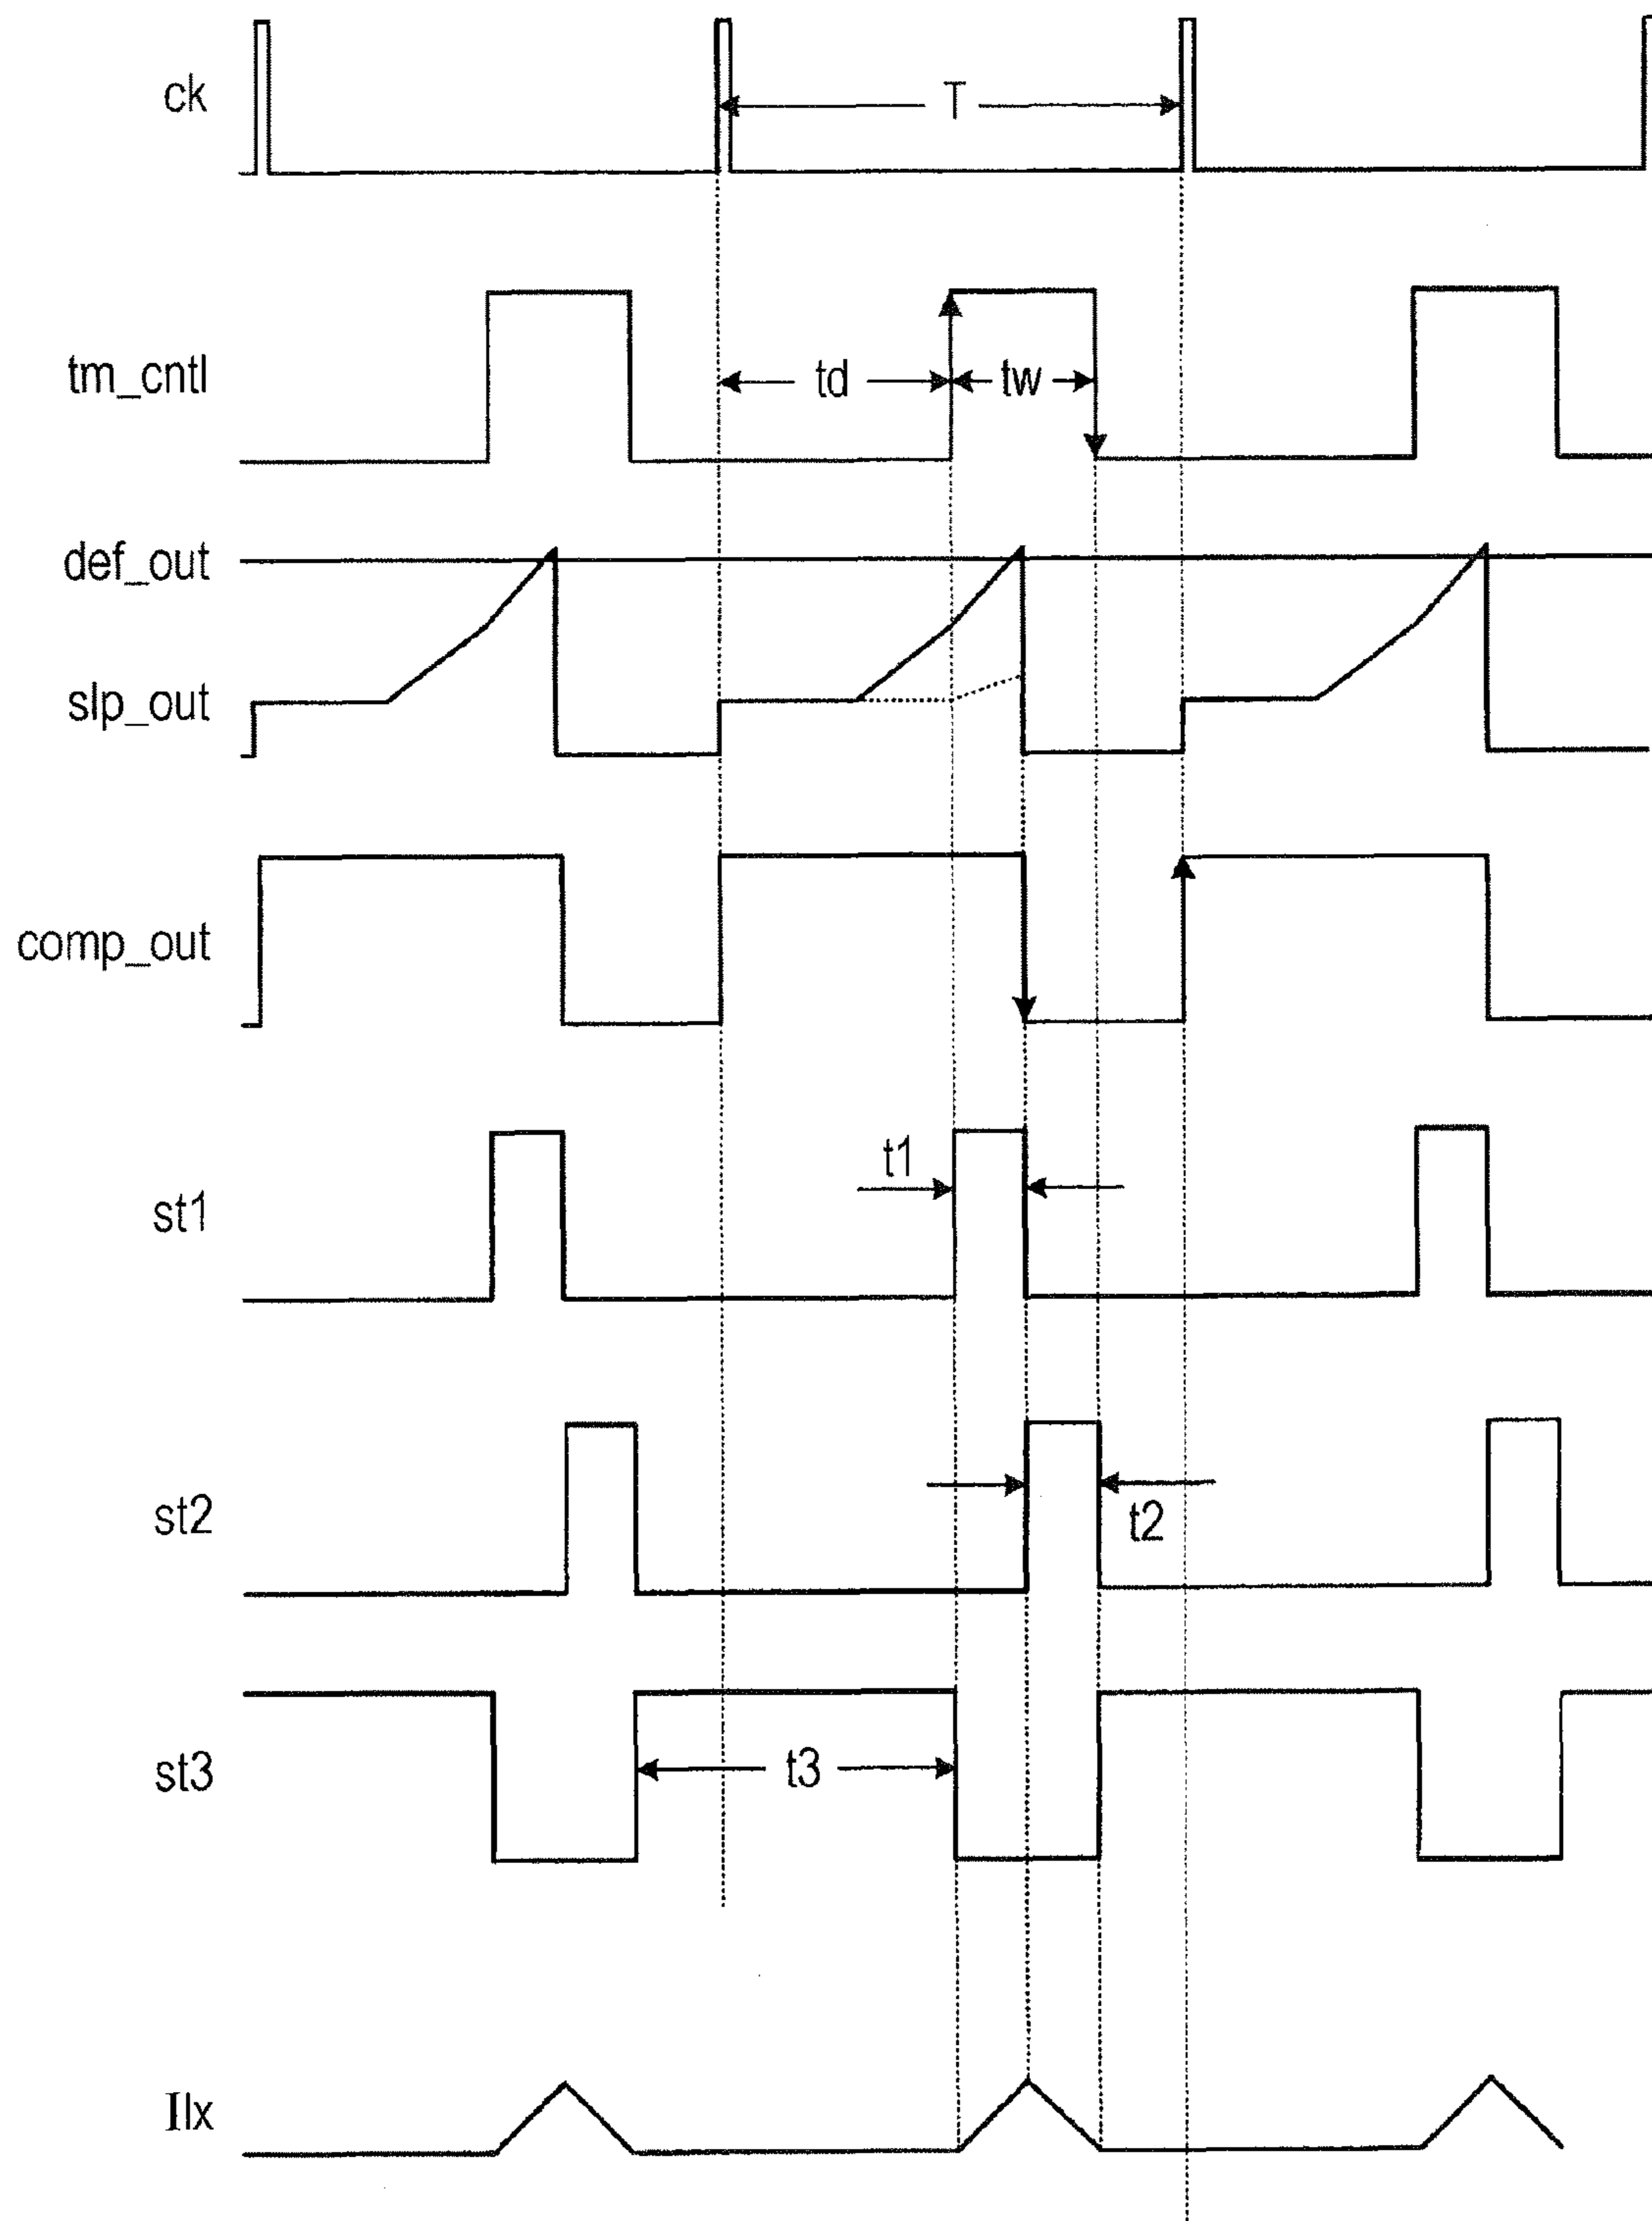 ck
T
tm_cntl
td
tw
def_out
slp_out
comp_out
t1
st1
st2
t2
st3
t3
Ilx